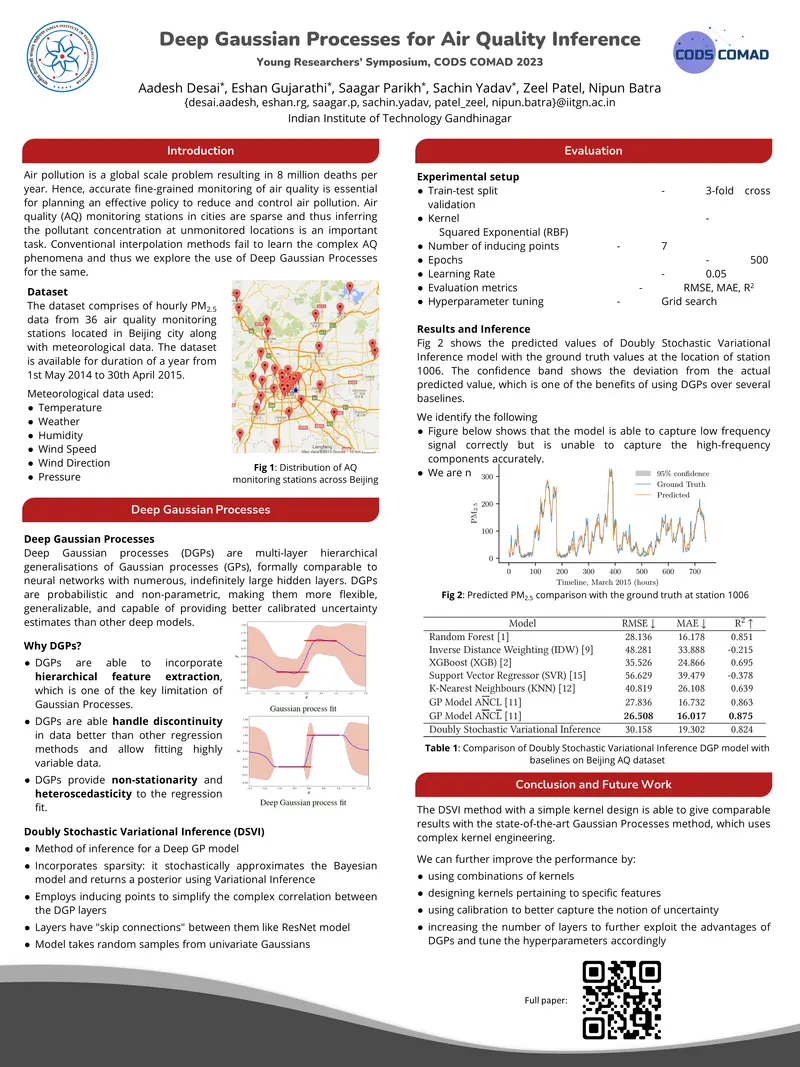 Deep Gaussian Processes for Air Quality Inference
Young Researchers' Symposium, CODS COMAD 2023
CODS COMAD
Aadesh Desai*, Eshan Gujarathi*, Saagar Parikh*, Sachin Yadav*, Zeel Patel, Nipun Batra
{desai.aadesh, eshan.rg, saagar.p, sachin.yadav, patel_zeel, nipun.batra}@iitgn.ac.in
Indian Institute of Technology Gandhinagar
Introduction
Air pollution is a global scale problem resulting in 8 million deaths per
year. Hence, accurate fine-grained monitoring of air quality is essential
for planning an effective policy to reduce and control air pollution. Air
quality (AQ) monitoring stations in cities are sparse and thus inferring
the pollutant concentration at unmonitored locations is an important
task. Conventional interpolation methods fail to learn the complex AQ
phenomena and thus we explore the use of Deep Gaussian Processes
for the same.
Dataset
The dataset comprises of hourly PM2.5
data from 36 air quality monitoring
stations located in Beijing city along
with meteorological data. The dataset
is available for duration of a year from
1st May 2014 to 30th April 2015.
Meteorological data used:
● Temperature
● Weather
● Humidity
● Wind Speed
● Wind Direction
● Pressure
Langfang
Fig 1: Distribution of AQ
monitoring stations across Beijing
Deep Gaussian Processes
Deep Gaussian Processes
Deep Gaussian processes (DGPs) are multi-layer hierarchical
generalisations of Gaussian processes (GPs), formally comparable to
neural networks with numerous, indefinitely large hidden layers. DGPs
are probabilistic and non-parametric, making them more flexible,
generalizable, and capable of providing better calibrated uncertainty
estimates than other deep models.
Why DGPs?
● DGPs are able to incorporate
hierarchical feature extraction,
which is one of the key limitation of
Gaussian Processes.
● DGPs are able handle discontinuity
in data better than other regression
methods and allow fitting highly
variable data.
● DGPs provide non-stationarity and
heteroscedasticity to the regression
fit.
Gaussian process fit
Deep Gaussian process fit
Doubly Stochastic Variational Inference (DSVI)
● Method of inference for a Deep GP model
● Incorporates sparsity: it stochastically approximates the Bayesian
model and returns a posterior using Variational Inference
● Employs inducing points to simplify the complex correlation between
the DGP layers
● Layers have "skip connections" between them like ResNet model
● Model takes random samples from univariate Gaussians
Evaluation
Experimental setup
● Train-test split - 3-fold cross
validation
● Kernel -
Squared Exponential (RBF)
● Number of inducing points - 7
● Epochs - 500
● Learning Rate - 0.05
● Evaluation metrics - RMSE, MAE, R2
● Hyperparameter tuning - Grid search
Results and Inference
Fig 2 shows the predicted values of Doubly Stochastic Variational
Inference model with the ground truth values at the location of station
1006. The confidence band shows the deviation from the actual
predicted value, which is one of the benefits of using DGPs over several
baselines.
We identify the following
● Figure below shows that the model is able to capture low frequency
signal correctly but is unable to capture the high-frequency
components accurately.
● We are n
95% confidence
Ground Truth
Predicted
300
200
100
0
PM2.5
0 100 200 300 400 500 600 700
Timeline, March 2015 (hours)
Fig 2: Predicted PM2.5 comparison with the ground truth at station 1006
Model RMSE ↓ MAE ↓ R2 ↑
Random Forest [1] 28.136 16.178 0.851
Inverse Distance Weighting (IDW) [9] 48.281 33.888 -0.215
XGBoost (XGB) [2] 35.526 24.866 0.695
Support Vector Regressor (SVR) [15] 56.629 39.479 -0.378
K-Nearest Neighbours (KNN) [12] 40.819 26.108 0.639
GP Model AN̅CL [11] 27.836 16.732 0.863
GP Model AN̅CL̅ [11] 26.508 16.017 0.875
Doubly Stochastic Variational Inference 30.158 19.302 0.824
Table 1: Comparison of Doubly Stochastic Variational Inference DGP model with
baselines on Beijing AQ dataset
Conclusion and Future Work
The DSVI method with a simple kernel design is able to give comparable
results with the state-of-the-art Gaussian Processes method, which uses
complex kernel engineering.
We can further improve the performance by:
● using combinations of kernels
● designing kernels pertaining to specific features
● using calibration to better capture the notion of uncertainty
● increasing the number of layers to further exploit the advantages of
DGPs and tune the hyperparameters accordingly
Full paper: